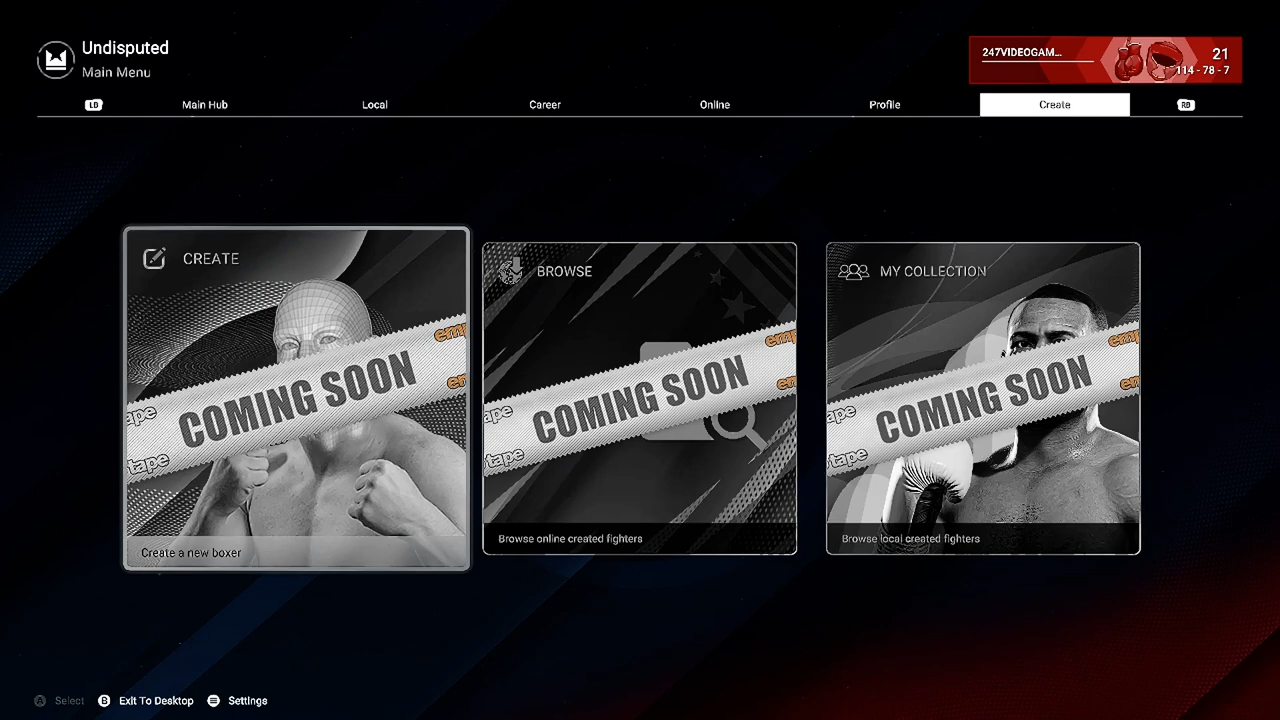 Undisputed
Main Menu
247VIDEOGAM...
21
114 - 78 - 7
LB
Main Hub
Local
Career
Online
Profile
Create
RB
CREATE
BROWSE
MY COLLECTION
COMING SOON
COMING SOON
COMING SOON
Create a new boxer
Browse online created fighters
Browse local created fighters
A Select
B Exit To Desktop
Settings